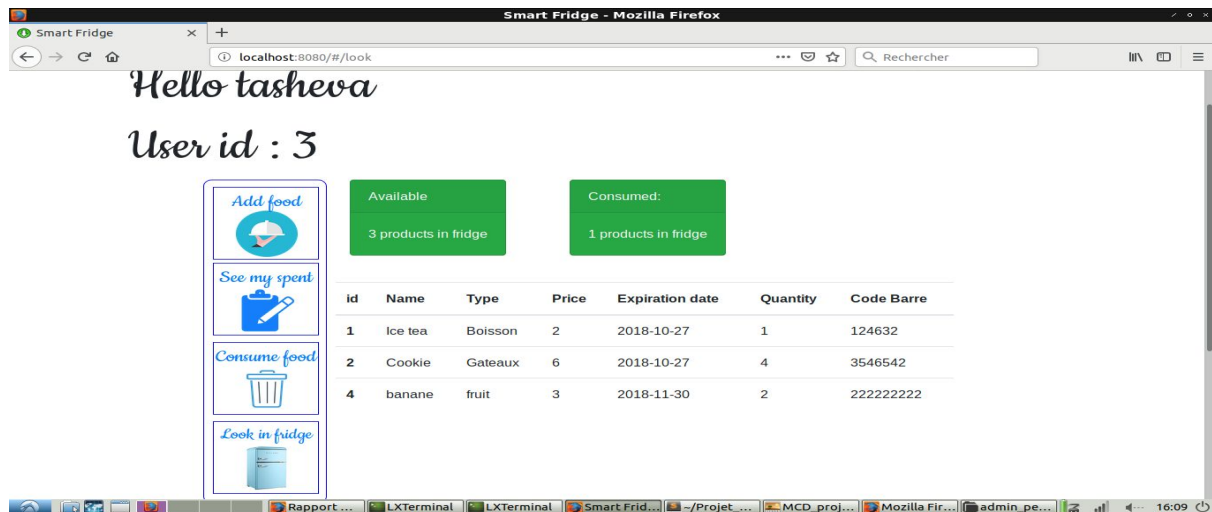 Smart Fridge - Mozilla Firefox
Smart Fridge
localhost:8080/#/look
Rechercher
Hello tasheva
User id : 3
Add food
See my spent
Consume food
Look in fridge
Available
3 products in fridge
Consumed:
1 products in fridge
id Name Type Price Expiration date Quantity Code Barre
1 Ice tea Boisson 2 2018-10-27 1 124632
2 Cookie Gateaux 6 2018-10-27 4 3546542
4 banane fruit 3 2018-11-30 2 222222222
Rapport ... LXTerminal LXTerminal Smart Frid... ~/Projet_... MCD_proj... Mozilla Fir... admin_pe... 16:09